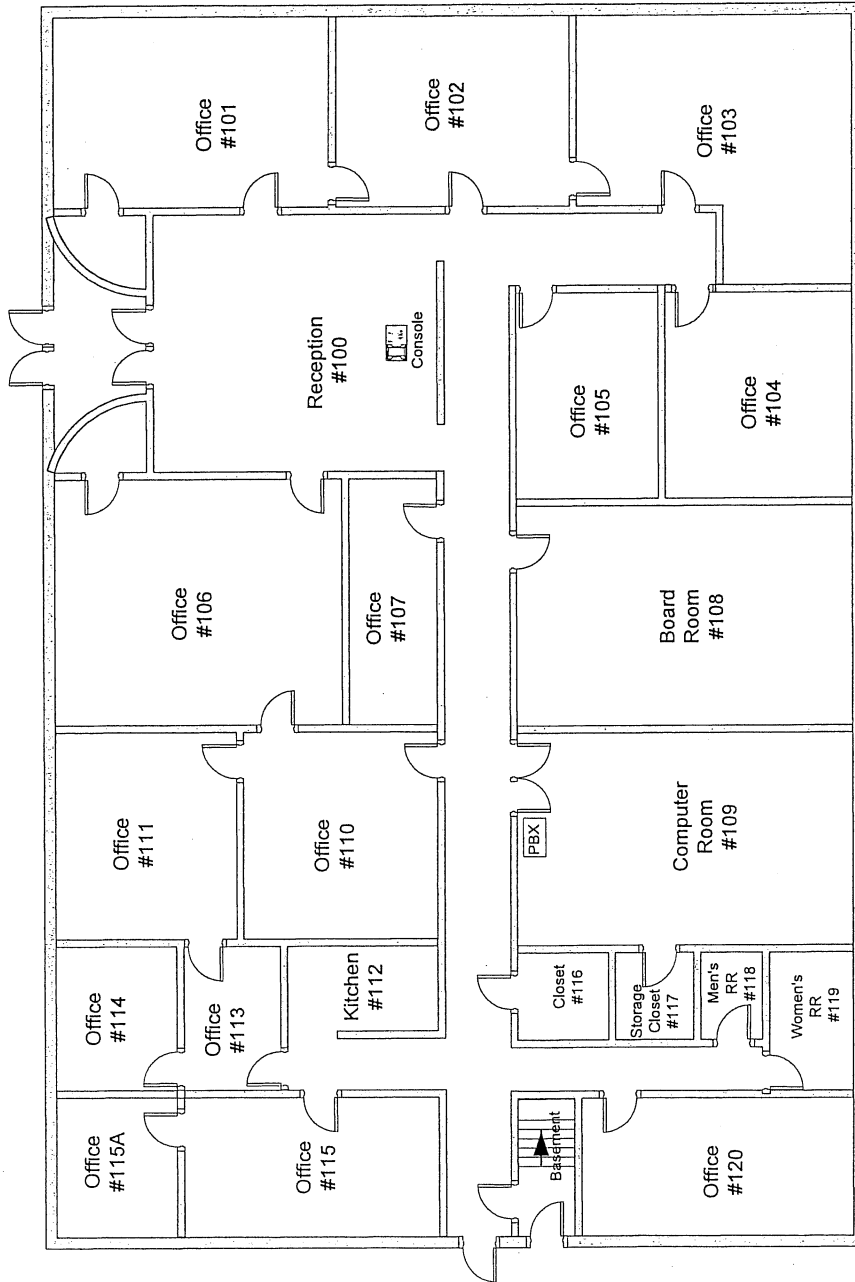 Office
#101
Office
#102
Office
#103
Reception
#100
Console
Office
#105
Office
#104
Office
#106
Office
#107
Board
Room
#108
Office
#111
Office
#110
PBX
Computer
Room
#109
Office
#114
Office
#113
Kitchen
#112
Closet
#116
Storage
Closet
#117
Men's
RR
#118
Women's
RR
#119
Office
#115A
Office
#115
Basement
Office
#120